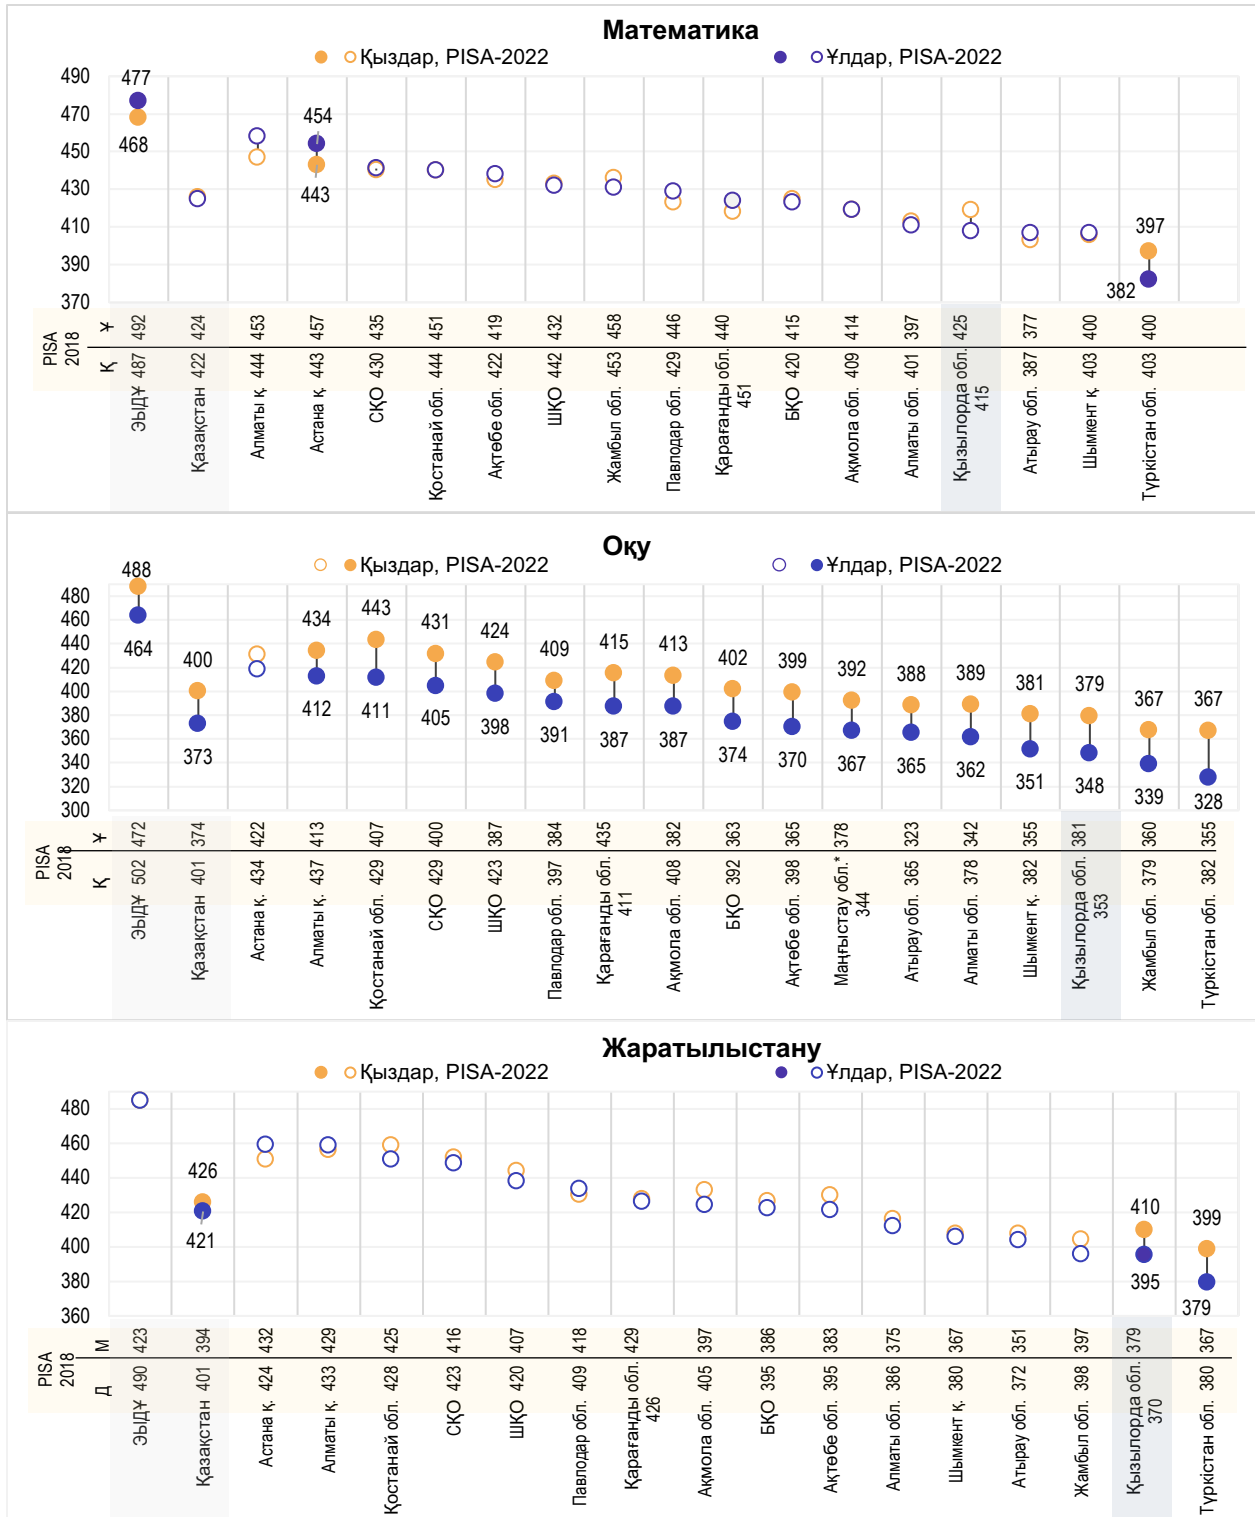 Математика
Қыздар, PISA-2022
Ұлдар, PISA-2022
490
470
450
430
410
390
370
477
468
454
443
397
382
PISA 2018
Ұ 492 424 453 457 435 451 419 432 458 446 440 415 414 397 425 377 400 400
Қ
ЭЫДҰ 487
Қазақстан 422
Алматы қ. 444
Астана қ. 443
СҚО 430
Қостанай обл. 444
Ақтөбе обл. 422
ШҚО 442
Жамбыл обл. 453
Павлодар обл. 429
Қарағанды обл. 451
БҚО 420
Ақмола обл. 409
Алматы обл. 401
Қызылорда обл. 415
Атырау обл. 387
Шымкент қ. 403
Түркістан обл. 403
Оқу
Қыздар, PISA-2022
Ұлдар, PISA-2022
480
460
440
420
400
380
360
340
320
300
488 400 434 443 431 424 409 415 413 402 399 392 388 389 381 379 367 367
464 373 412 411 405 398 391 387 387 374 370 367 365 362 351 348 339 328
PISA 2018
Ұ 472 374 422 413 407 400 387 384 435 382 363 365 378 323 342 355 381 360 355
Қ
ЭЫДҰ 502
Қазақстан 401
Астана қ. 434
Алматы қ. 437
Қостанай обл. 429
СҚО 429
ШҚО 423
Павлодар обл. 397
Қарағанды обл. 411
Ақмола обл. 408
БҚО 392
Ақтөбе обл. 398
Маңғыстау обл.* 344
Атырау обл. 365
Алматы обл. 378
Шымкент қ. 382
Қызылорда обл. 353
Жамбыл обл. 379
Түркістан обл. 382
Жаратылыстану
Қыздар, PISA-2022
Ұлдар, PISA-2022
480
460
440
420
400
380
360
426
421
410
395
399
379
PISA 2018
М 423 394 432 429 425 416 407 418 429 397 386 383 375 367 351 397 379 367
Д
ЭЫДҰ 490
Қазақстан 401
Астана қ. 424
Алматы қ. 433
Қостанай обл. 428
СҚО 423
ШҚО 420
Павлодар обл. 409
Қарағанды обл. 426
Ақмола обл. 405
БҚО 395
Ақтөбе обл. 395
Алматы обл. 386
Шымкент қ. 380
Атырау обл. 372
Жамбыл обл. 398
Қызылорда обл. 370
Түркістан обл. 380